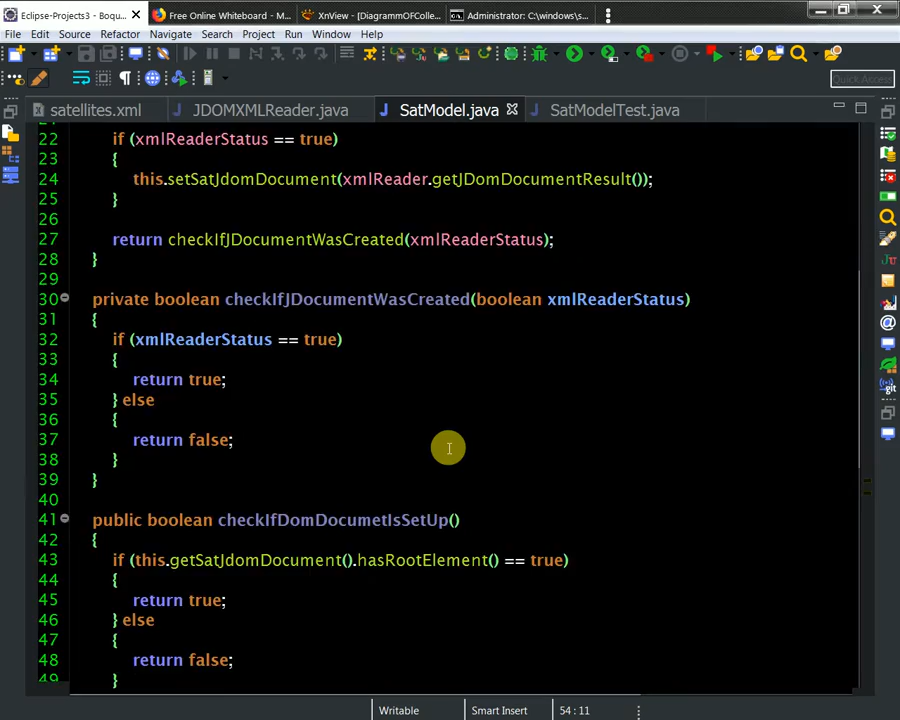 Eclipse-Projects3 - Boqu...
Free Online Whiteboard - M...
XnView - [DiagrammOfColle...
Administrator: C:\windows\s...
File Edit Source Refactor Navigate Search Project Run Window Help
Quick Access
satellites.xml
JDOMXMLReader.java
SatModel.java
SatModelTest.java
22 if (xmlReaderStatus == true)
23 {
24 this.setSatJdomDocument(xmlReader.getJDomDocumentResult());
25 }
26
27 return checkIfJDocumentWasCreated(xmlReaderStatus);
28 }
29
30 private boolean checkIfJDocumentWasCreated(boolean xmlReaderStatus)
31 {
32 if (xmlReaderStatus == true)
33 {
34 return true;
35 } else
36 {
37 return false;
38 }
39 }
40
41 public boolean checkIfDomDocumetIsSetUp()
42 {
43 if (this.getSatJdomDocument().hasRootElement() == true)
44 {
45 return true;
46 } else
47 {
48 return false;
49 }
Writable
Smart Insert
54 : 11